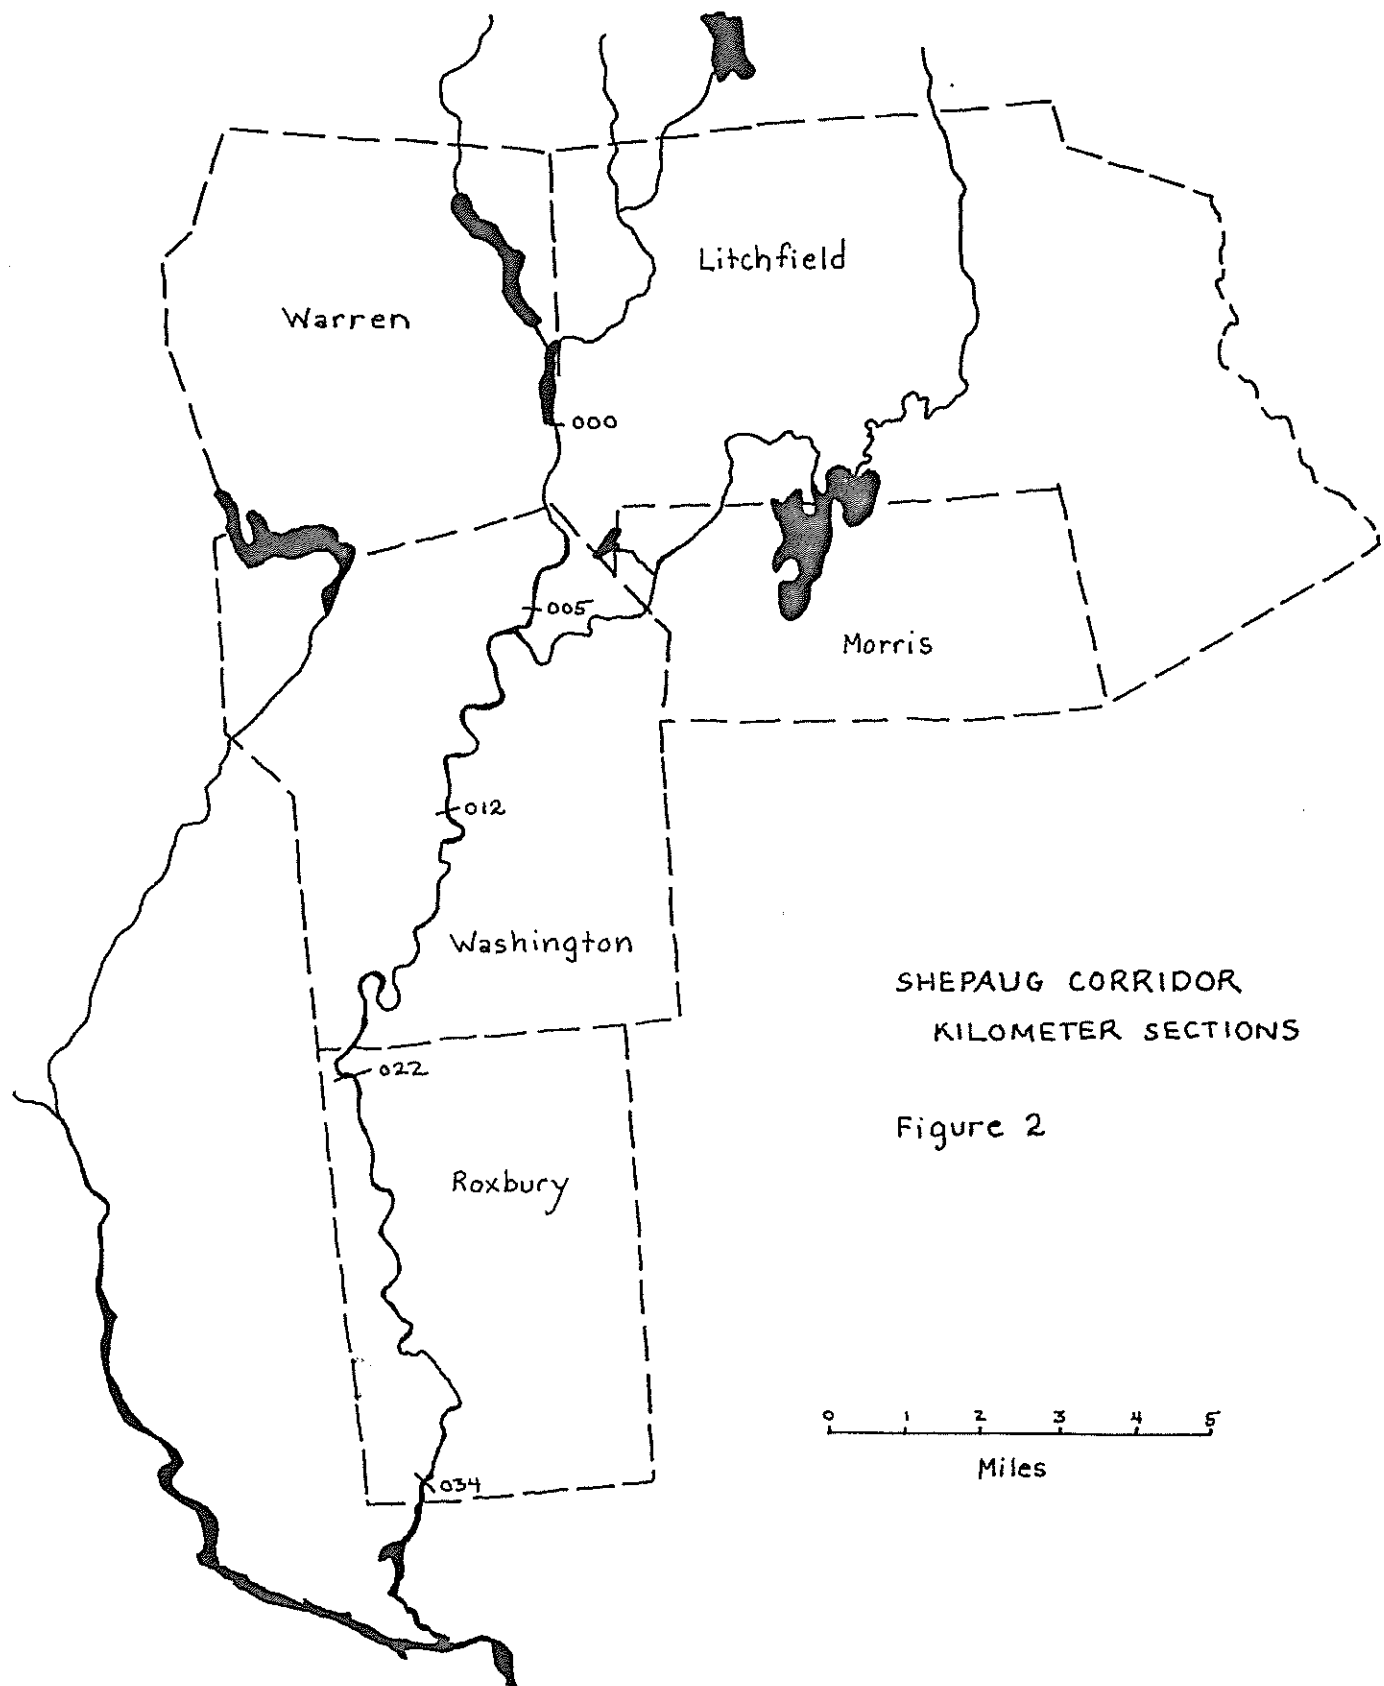 Litchfield
Warren
000
005
Morris
012
Washington
SHEPAUG CORRIDOR
KILOMETER SECTIONS
022
Figure 2
Roxbury
0 1 2 3 4 5
Miles
034